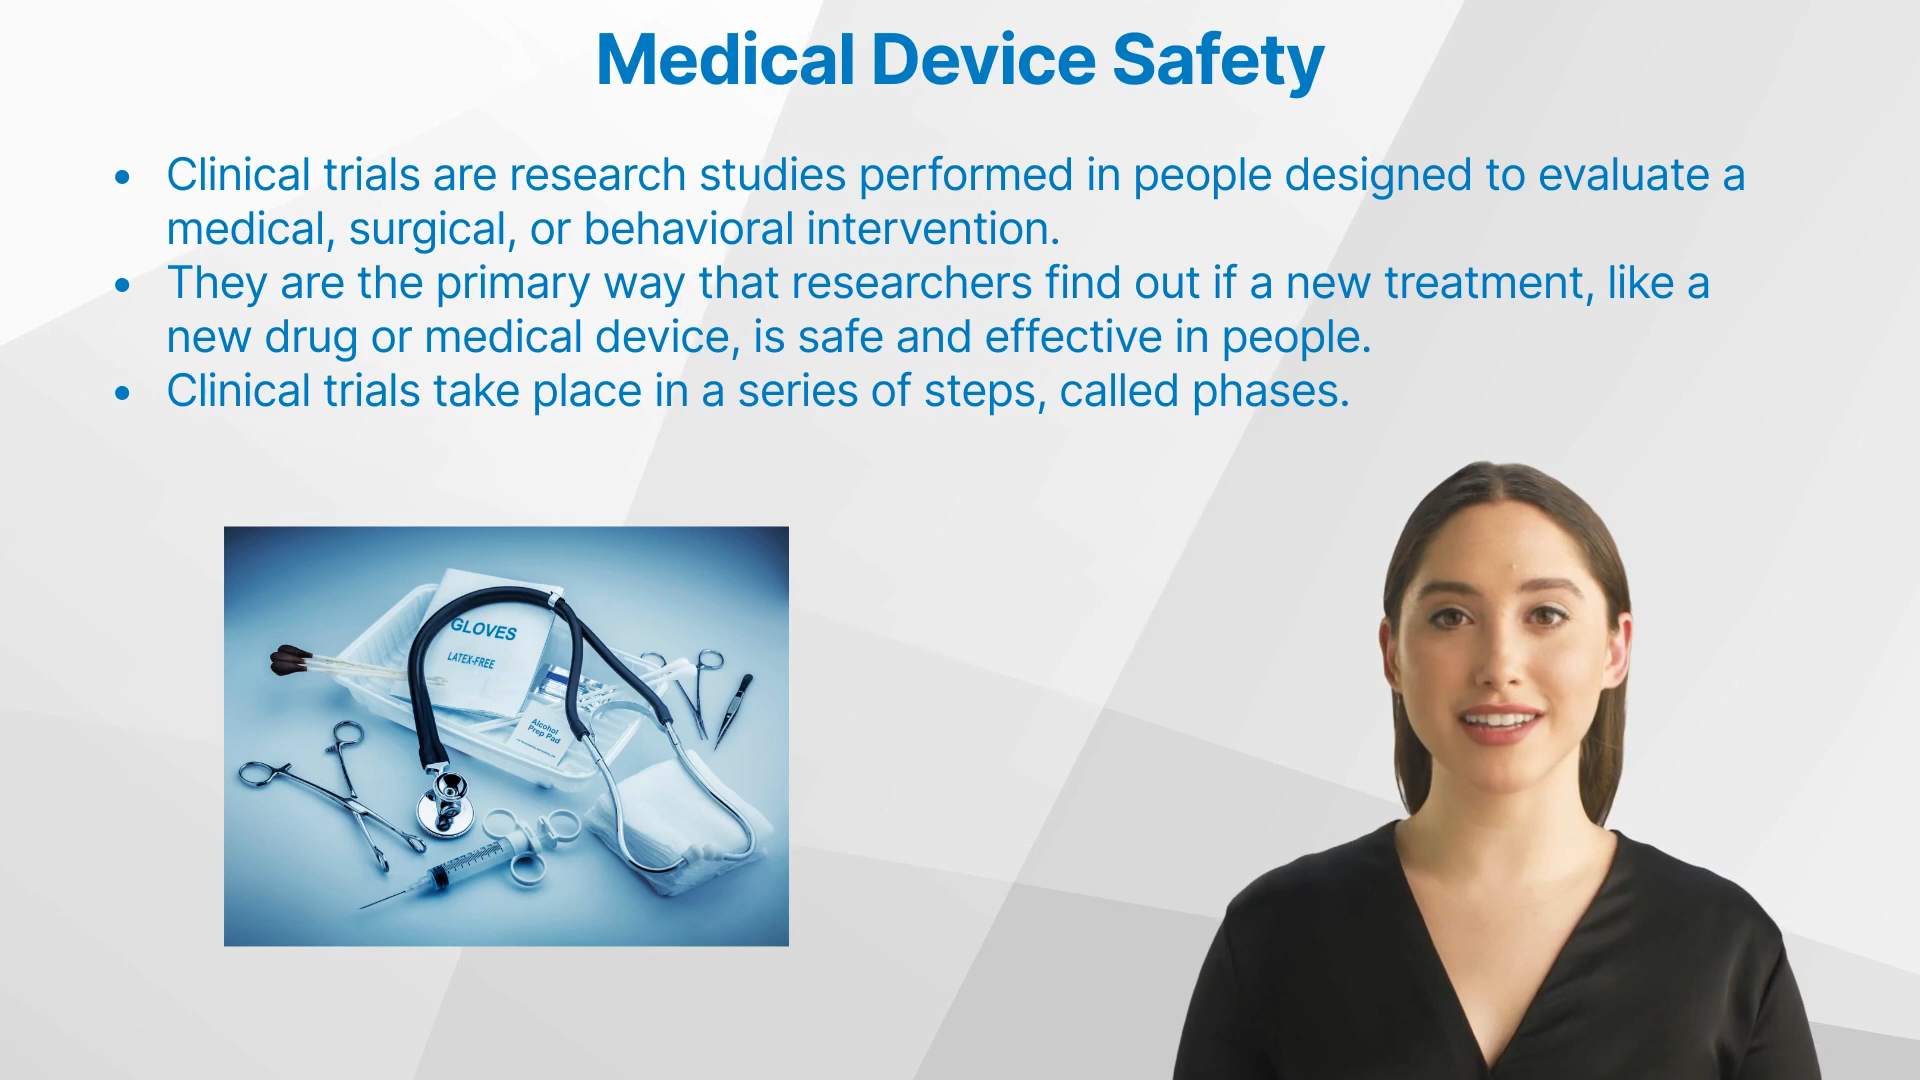 Medical Device Safety
• Clinical trials are research studies performed in people designed to evaluate a
medical, surgical, or behavioral intervention.
• They are the primary way that researchers find out if a new treatment, like a
new drug or medical device, is safe and effective in people.
• Clinical trials take place in a series of steps, called phases.
GLOVES
LATEX-FREE
Alcohol
Prep Pad